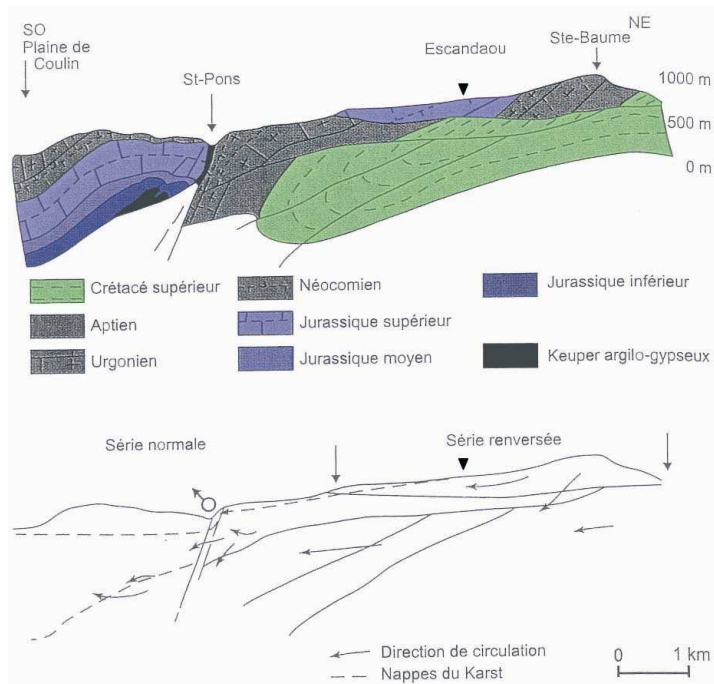 SO
Plaine de
Coulin
St-Pons
Escandaou
Ste-Baume
NE
1000 m
500 m
0 m
Crétacé supérieur
Néocomien
Jurassique inférieur
Aptien
Jurassique supérieur
Urgonien
Jurassique moyen
Keuper argilo-gypseux
Série normale
Série renversée
Direction de circulation
Nappes du Karst
0 1 km